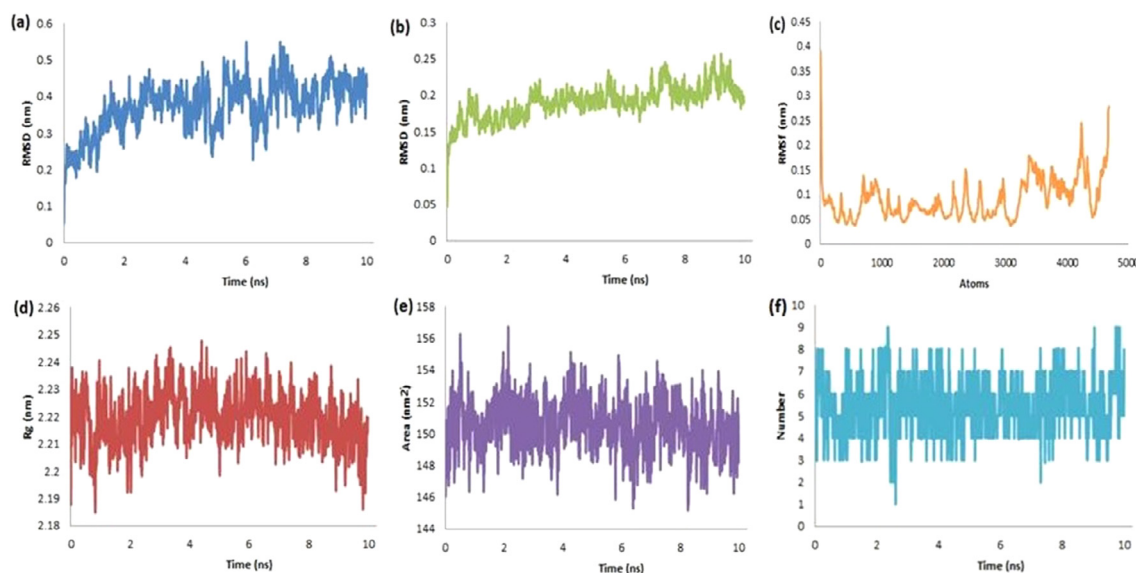 (a)
0.6
0.5
0.4
0.3
0.2
0.1
0
RMSD (nm)
0 2 4 6 8 10
Time (ns)
(b)
0.3
0.25
0.2
0.15
0.1
0.05
0
RMSD (nm)
0 2 4 6 8 10
Time (ns)
(c)
0.45
0.4
0.35
0.3
0.25
0.2
0.15
0.1
0.05
0
RMSf (nm)
0 1000 2000 3000 4000 5000
Atoms
(d)
2.26
2.25
2.24
2.23
2.22
2.21
2.2
2.19
2.18
Rg (nm)
0 2 4 6 8 10
Time (ns)
(e)
158
156
154
152
150
148
146
144
Area (nm2)
0 2 4 6 8 10
Time (ns)
(f)
10
9
8
7
6
5
4
3
2
1
0
Number
0 2 4 6 8 10
Time (ns)